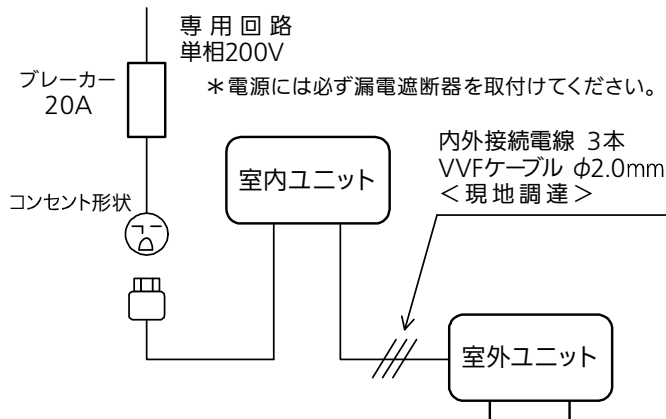 専用回路
単相200V
ブレーカー
20A
＊電源には必ず漏電遮断器を取付けてください。
内外接続電線 3本
VVFケーブル φ2.0mm
＜現地調達＞
室内ユニット
コンセント形状
室外ユニット